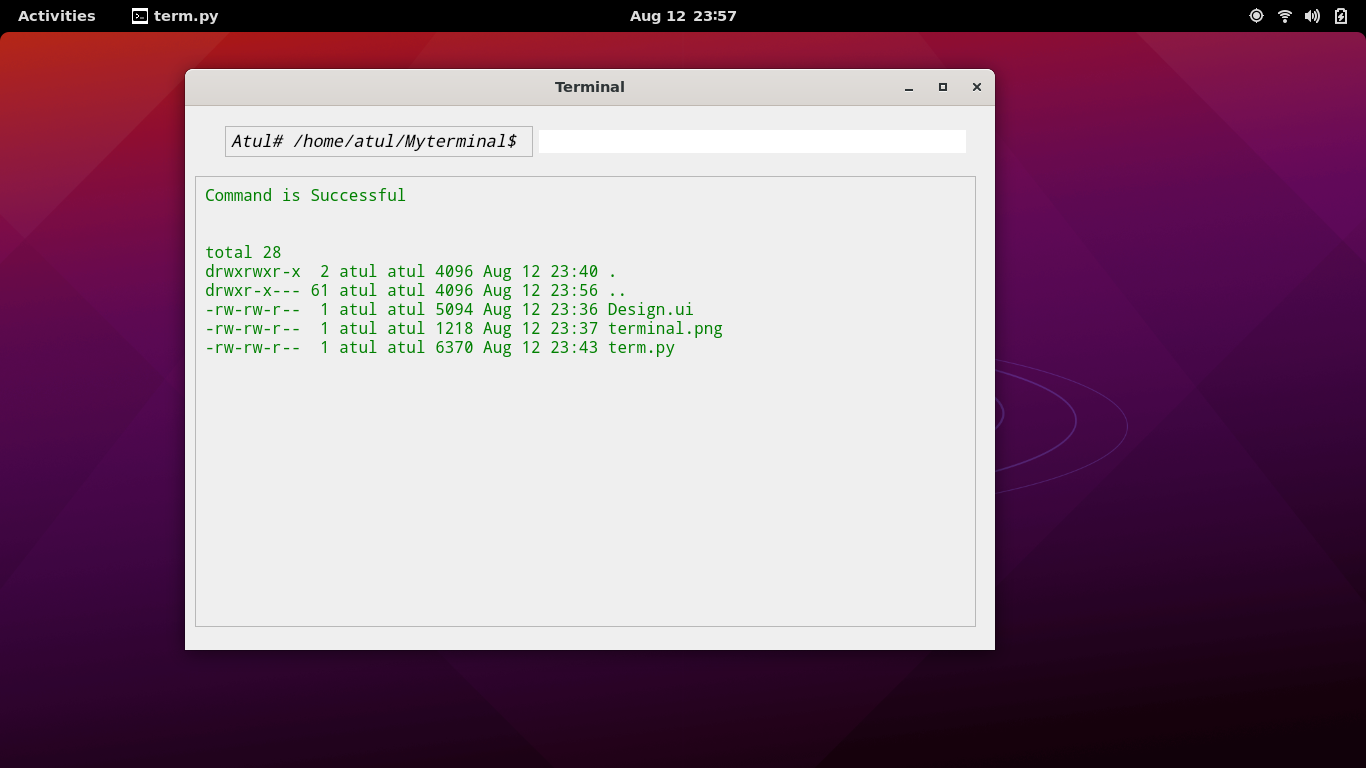 Activities term.py Aug 12 23:57
Terminal
Atul# /home/atul/Myterminal$
Command is Successful
total 28
drwxrwxr-x  2 atul atul 4096 Aug 12 23:40 .
drwxr-x--- 61 atul atul 4096 Aug 12 23:56 ..
-rw-rw-r--  1 atul atul 5094 Aug 12 23:36 Design.ui
-rw-rw-r--  1 atul atul 1218 Aug 12 23:37 terminal.png
-rw-rw-r--  1 atul atul 6370 Aug 12 23:43 term.py